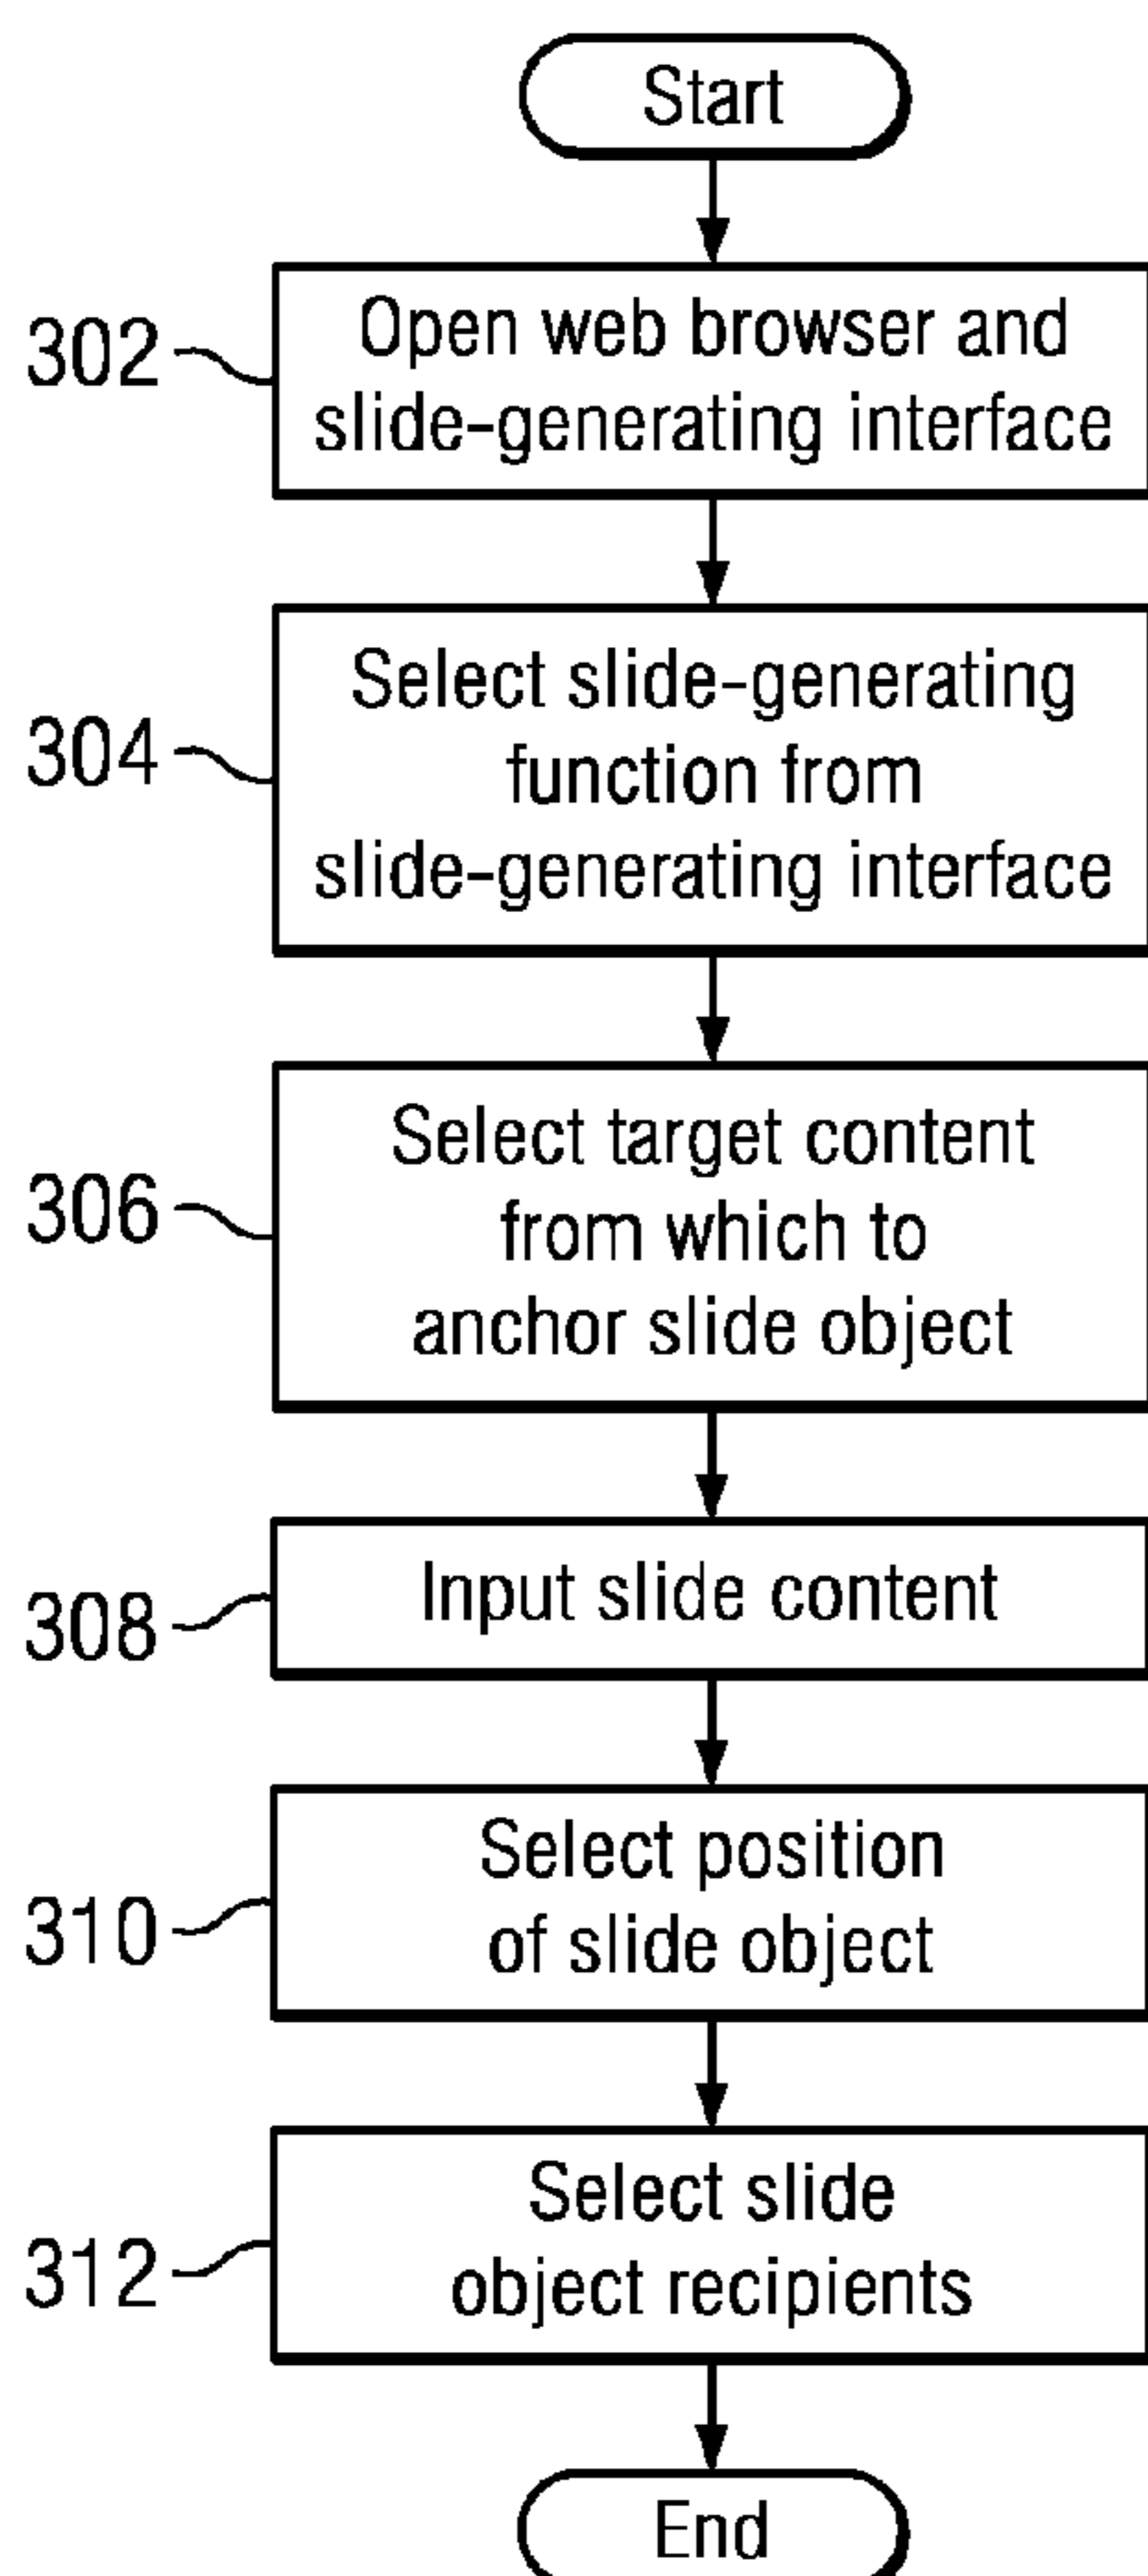 Start
302
Open web browser and
slide-generating interface
304
Select slide-generating
function from
slide-generating interface
306
Select target content
from which to
anchor slide object
308
Input slide content
310
Select position
of slide object
312
Select slide
object recipients
End